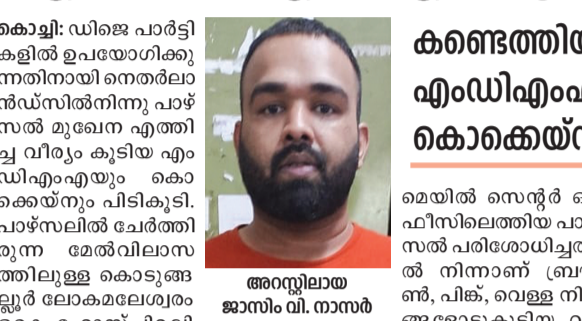 കൊച്ചി: ഡിജെ പാർട്ടി
കളിൽ ഉപയോഗിക്കു
ന്നതിനായി നെതർലാ
ൻഡ്സിൽനിന്നു പാഴ്
സൽ മുഖേന എത്തി
ച്ച വീര്യം കൂടിയ എം
ഡിഎംഎയും കൊ
ക്കെയ്നും പിടികൂടി.
പാഴ്സലിൽ ചേർത്തി
രുന്ന മേൽവിലാസ
ത്തിലുള്ള കൊടുങ്ങ
ല്ലൂർ ലോകമലേശ്വരം
അറസ്റ്റിലായ
ജാസിം വി. നാസർ
കണ്ടെത്തിയ
എംഡിഎംഎ
കൊക്കെയ്ൻ
മെയിൽ സെന്റർ ഒ
ഫീസിലെത്തിയ പാ
സൽ പരിശോധിച്ചത
ൽ നിന്നാണ് ബ്രൗ
ൺ, പിങ്ക്, വെള്ള നി